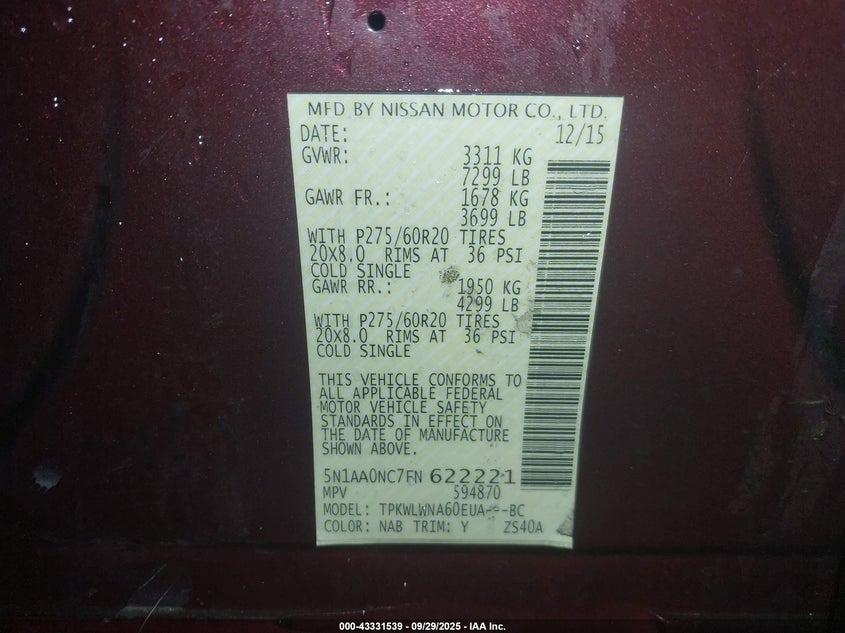 MFD BY NISSAN MOTOR CO., LTD.
DATE: 12/15
GVWR: 3311 KG
7299 LB
GAWR FR.: 1678 KG
3699 LB
WITH P275/60R20 TIRES
20X8.0 RIMS AT 36 PSI
COLD SINGLE
GAWR RR.: 1950 KG
4299 LB
WITH P275/60R20 TIRES
20X8.0 RIMS AT 36 PSI
COLD SINGLE
THIS VEHICLE CONFORMS TO
ALL APPLICABLE FEDERAL
MOTOR VEHICLE SAFETY
STANDARDS IN EFFECT ON
THE DATE OF MANUFACTURE
SHOWN ABOVE.
5N1AA0NC7FN 622221
MPV 594870
MODEL: TPKWLWNA60EUA---BC
COLOR: NAB TRIM: Y ZS40A
000-43331539 - 09/29/2025 - IAA Inc.